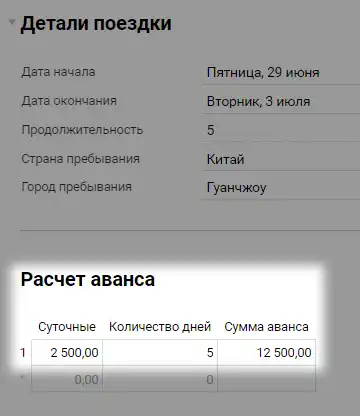 Детали поездки
Дата начала Пятница, 29 июня
Дата окончания Вторник, 3 июля
Продолжительность 5
Страна пребывания Китай
Город пребывания Гуанчжоу
Расчет аванса
Суточные Количество дней Сумма аванса
1 2 500,00 5 12 500,00
* 0,00 0